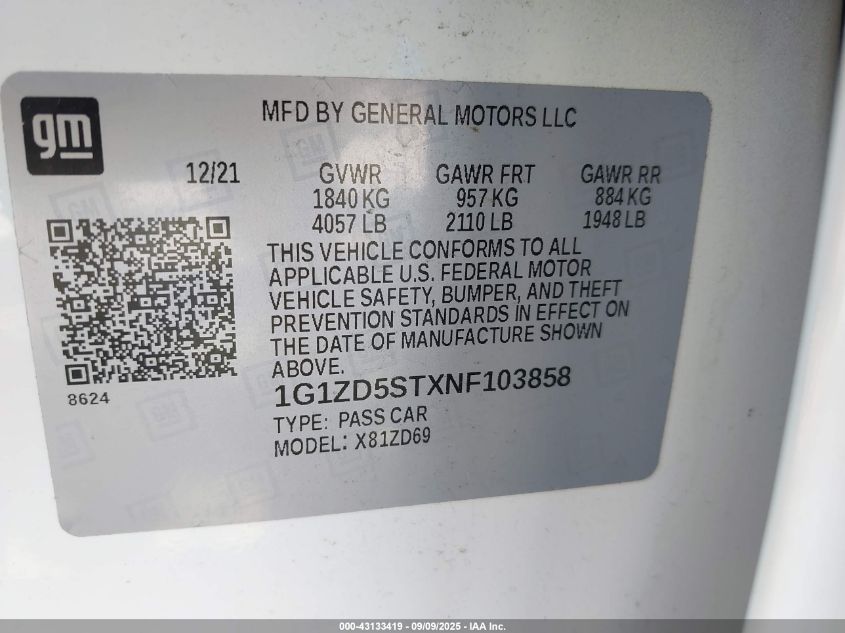 gm
MFD BY GENERAL MOTORS LLC
12/21 GVWR GAWR FRT GAWR RR
1840 KG 957 KG 884 KG
4057 LB 2110 LB 1948 LB
THIS VEHICLE CONFORMS TO ALL
APPLICABLE U.S. FEDERAL MOTOR
VEHICLE SAFETY, BUMPER, AND THEFT
PREVENTION STANDARDS IN EFFECT ON
THE DATE OF MANUFACTURE SHOWN
ABOVE.
8624
1G1ZD5STXNF103858
TYPE: PASS CAR
MODEL: X81ZD69
000-43133419 - 09/09/2025 - IAA Inc.